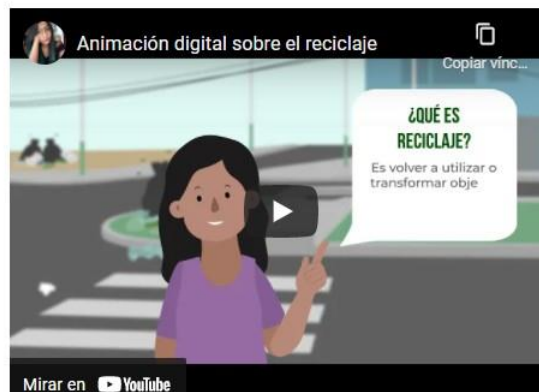 Animación digital sobre el reciclaje
Copiar vínc...
¿QUÉ ES
RECICLAJE?
Es volver a utilizar o
transformar obje
Mirar en YouTube